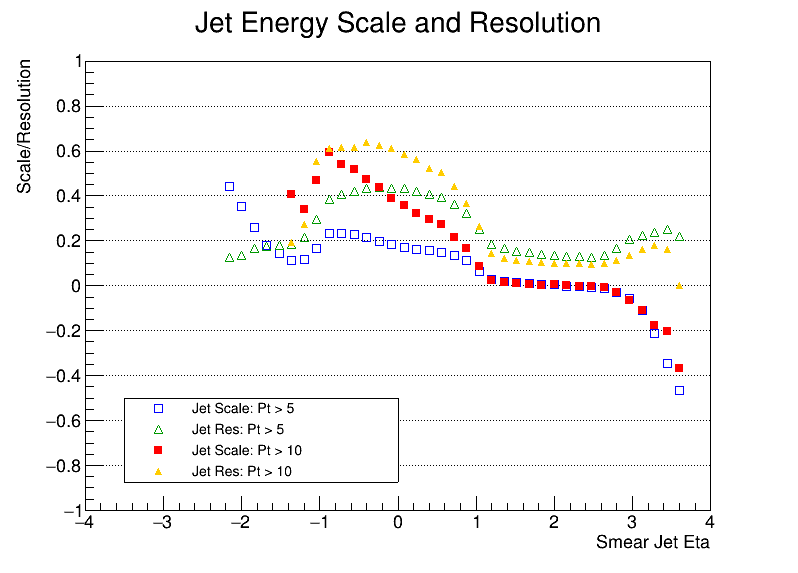 Jet Energy Scale and Resolution
Scale/Resolution
1
0.8
0.6
0.4
0.2
0
−0.2
−0.4
−0.6
−0.8
−1
Jet Scale: Pt > 5
Jet Res: Pt > 5
Jet Scale: Pt > 10
Jet Res: Pt > 10
−4 −3 −2 −1 0 1 2 3 4
Smear Jet Eta